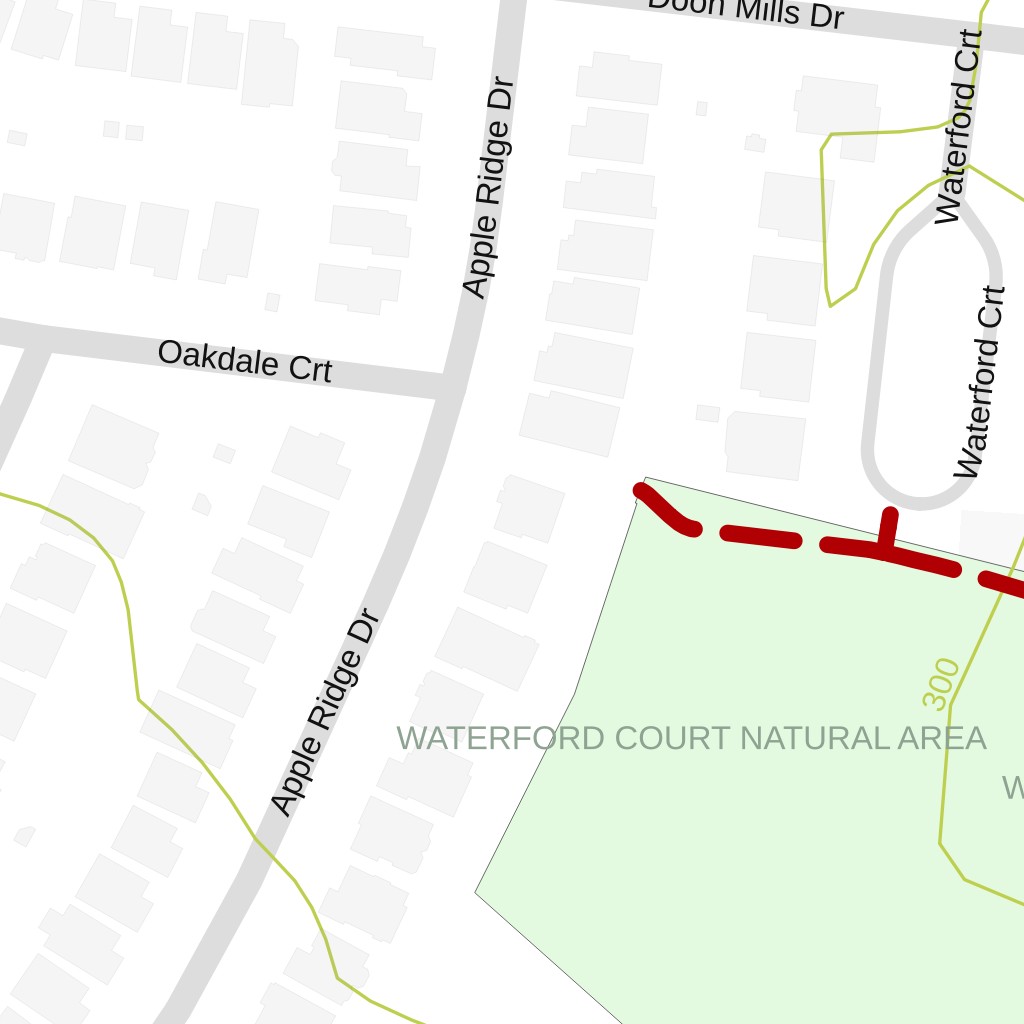 Doon Mills Dr
Waterford Crt
Apple Ridge Dr
Oakdale Crt
Waterford Crt
Apple Ridge Dr
300
WATERFORD COURT NATURAL AREA
W